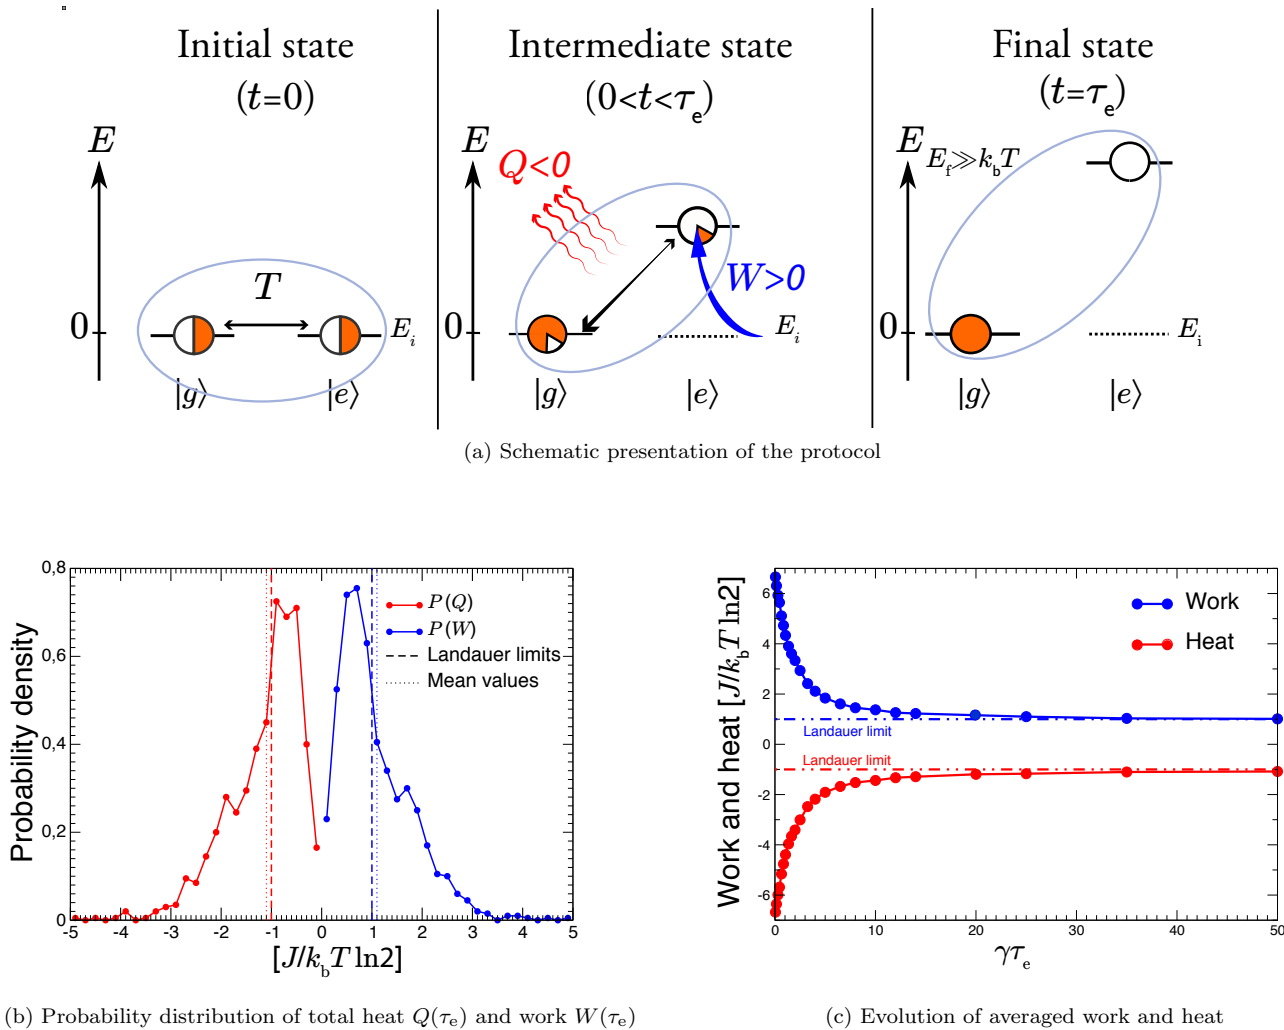 Initial state
(t=0)
E
T
0
E_i
|g⟩
|e⟩
Intermediate state
(0<t<τ_e)
E
Q<0
W>0
0
E_i
|g⟩
|e⟩
Final state
(t=τ_e)
E
E_f≫k_bT
0
E_i
|g⟩
|e⟩
(a) Schematic presentation of the protocol
Probability density
0,8
0,6
0,4
0,2
0
-5 -4 -3 -2 -1 0 1 2 3 4 5
[J/k_bT ln2]
P(Q)
P(W)
Landauer limits
Mean values
(b) Probability distribution of total heat Q(τ_e) and work W(τ_e)
Work and heat [J/k_bT ln2]
6
4
2
0
-2
-4
-6
0 10 20 30 40 50
γτ_e
Work
Heat
Landauer limit
Landauer limit
(c) Evolution of averaged work and heat